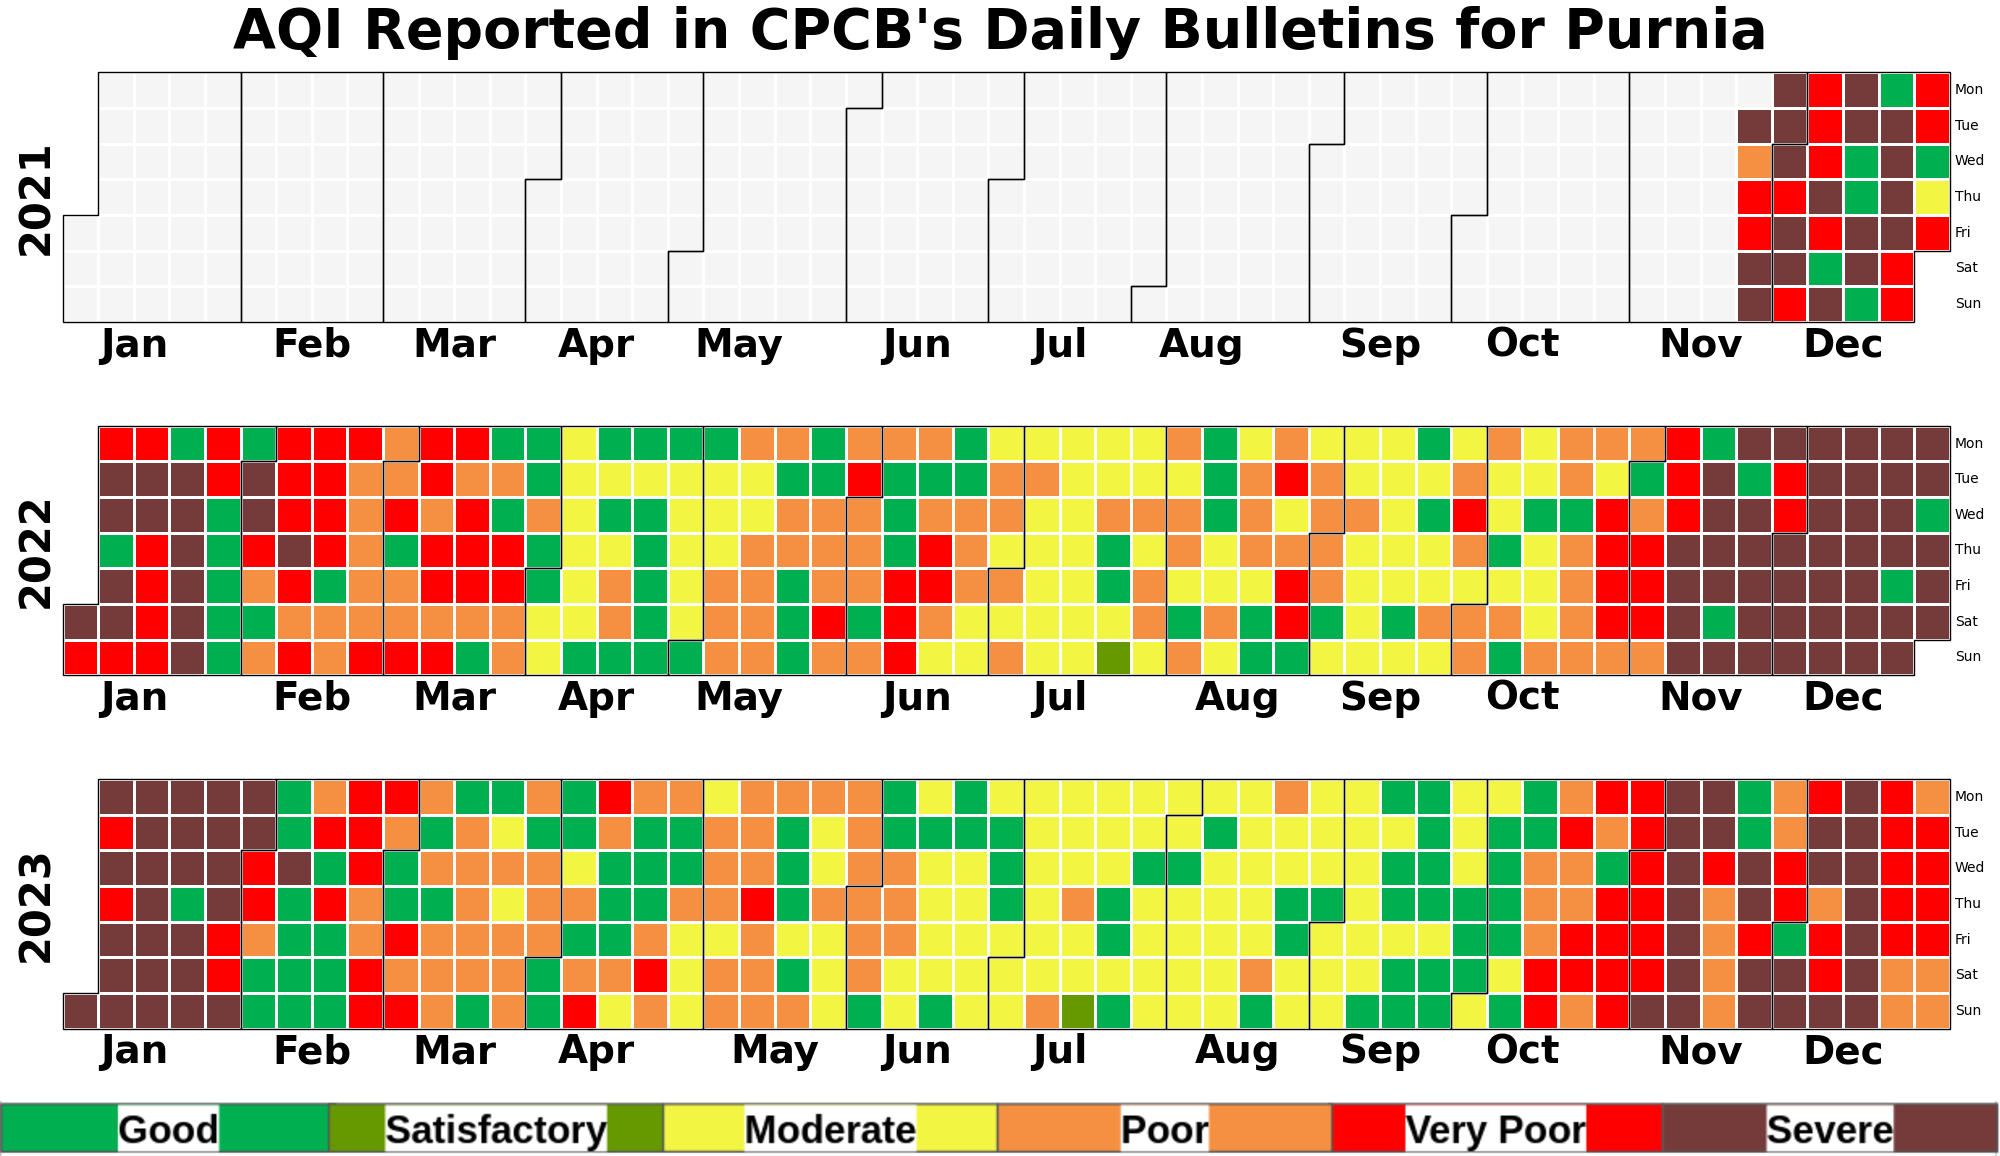 AQI Reported in CPCB's Daily Bulletins for Purnia
2021
Mon
Tue
Wed
Thu
Fri
Sat
Sun
Jan Feb Mar Apr May Jun Jul Aug Sep Oct Nov Dec
2022
Mon
Tue
Wed
Thu
Fri
Sat
Sun
Jan Feb Mar Apr May Jun Jul Aug Sep Oct Nov Dec
2023
Mon
Tue
Wed
Thu
Fri
Sat
Sun
Jan Feb Mar Apr May Jun Jul Aug Sep Oct Nov Dec
Good Satisfactory Moderate Poor Very Poor Severe